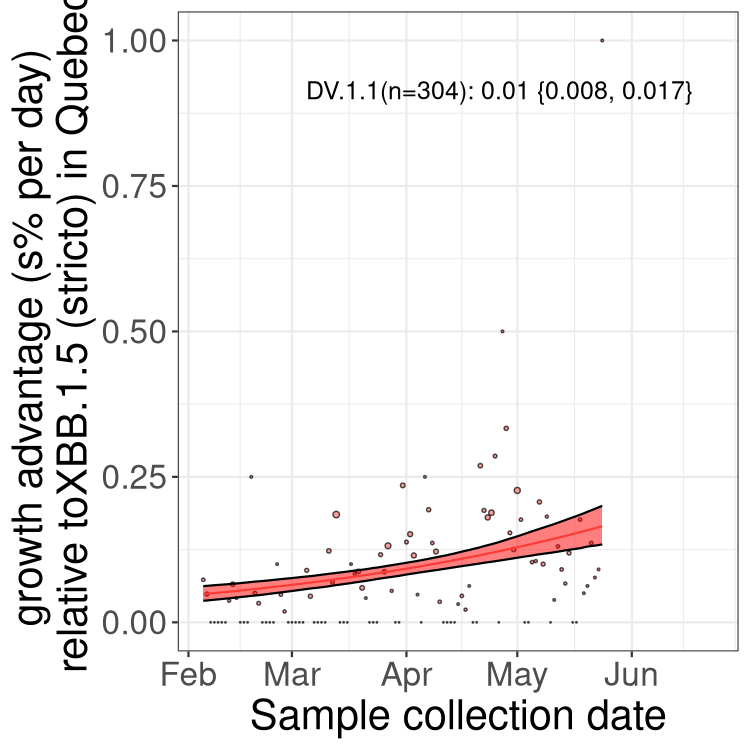 growth advantage (s% per day)
relative toXBB.1.5 (stricto) in Quebec
1.00
0.75
0.50
0.25
0.00
DV.1.1(n=304): 0.01 {0.008, 0.017}
Feb Mar Apr May Jun
Sample collection date